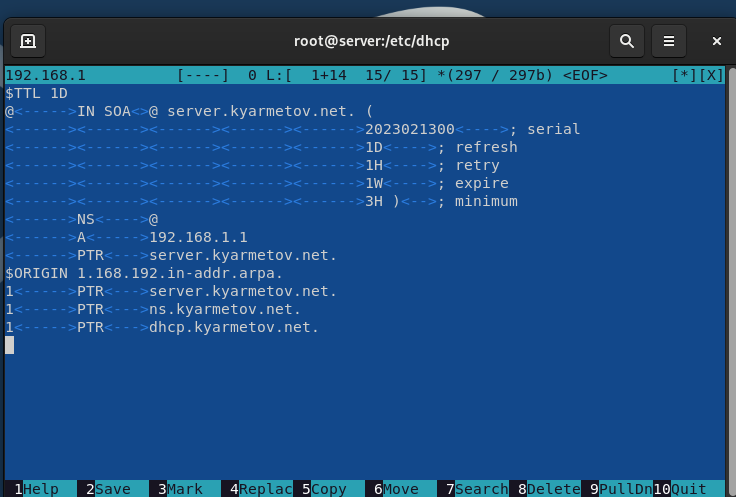 root@server:/etc/dhcp
192.168.1 [----] 0 L:[ 1+14 15/ 15] *(297 / 297b) <EOF> [*][X]
$TTL 1D
@<----->IN SOA<>@ server.kyarmetov.net. (
<------><------><------><------><------>2023021300<---->; serial
<------><------><------><------><------>1D<---->; refresh
<------><------><------><------><------>1H<---->; retry
<------><------><------><------><------>1W<---->; expire
<------><------><------><------><------>3H )<-->; minimum
<------>NS<---->@
<------>A<----->192.168.1.1
<------>PTR<--->server.kyarmetov.net.
$ORIGIN 1.168.192.in-addr.arpa.
1<----->PTR<--->server.kyarmetov.net.
1<----->PTR<--->ns.kyarmetov.net.
1<----->PTR<--->dhcp.kyarmetov.net.
1Help 2Save 3Mark 4Replac 5Copy 6Move 7Search 8Delete 9PullDn 10Quit